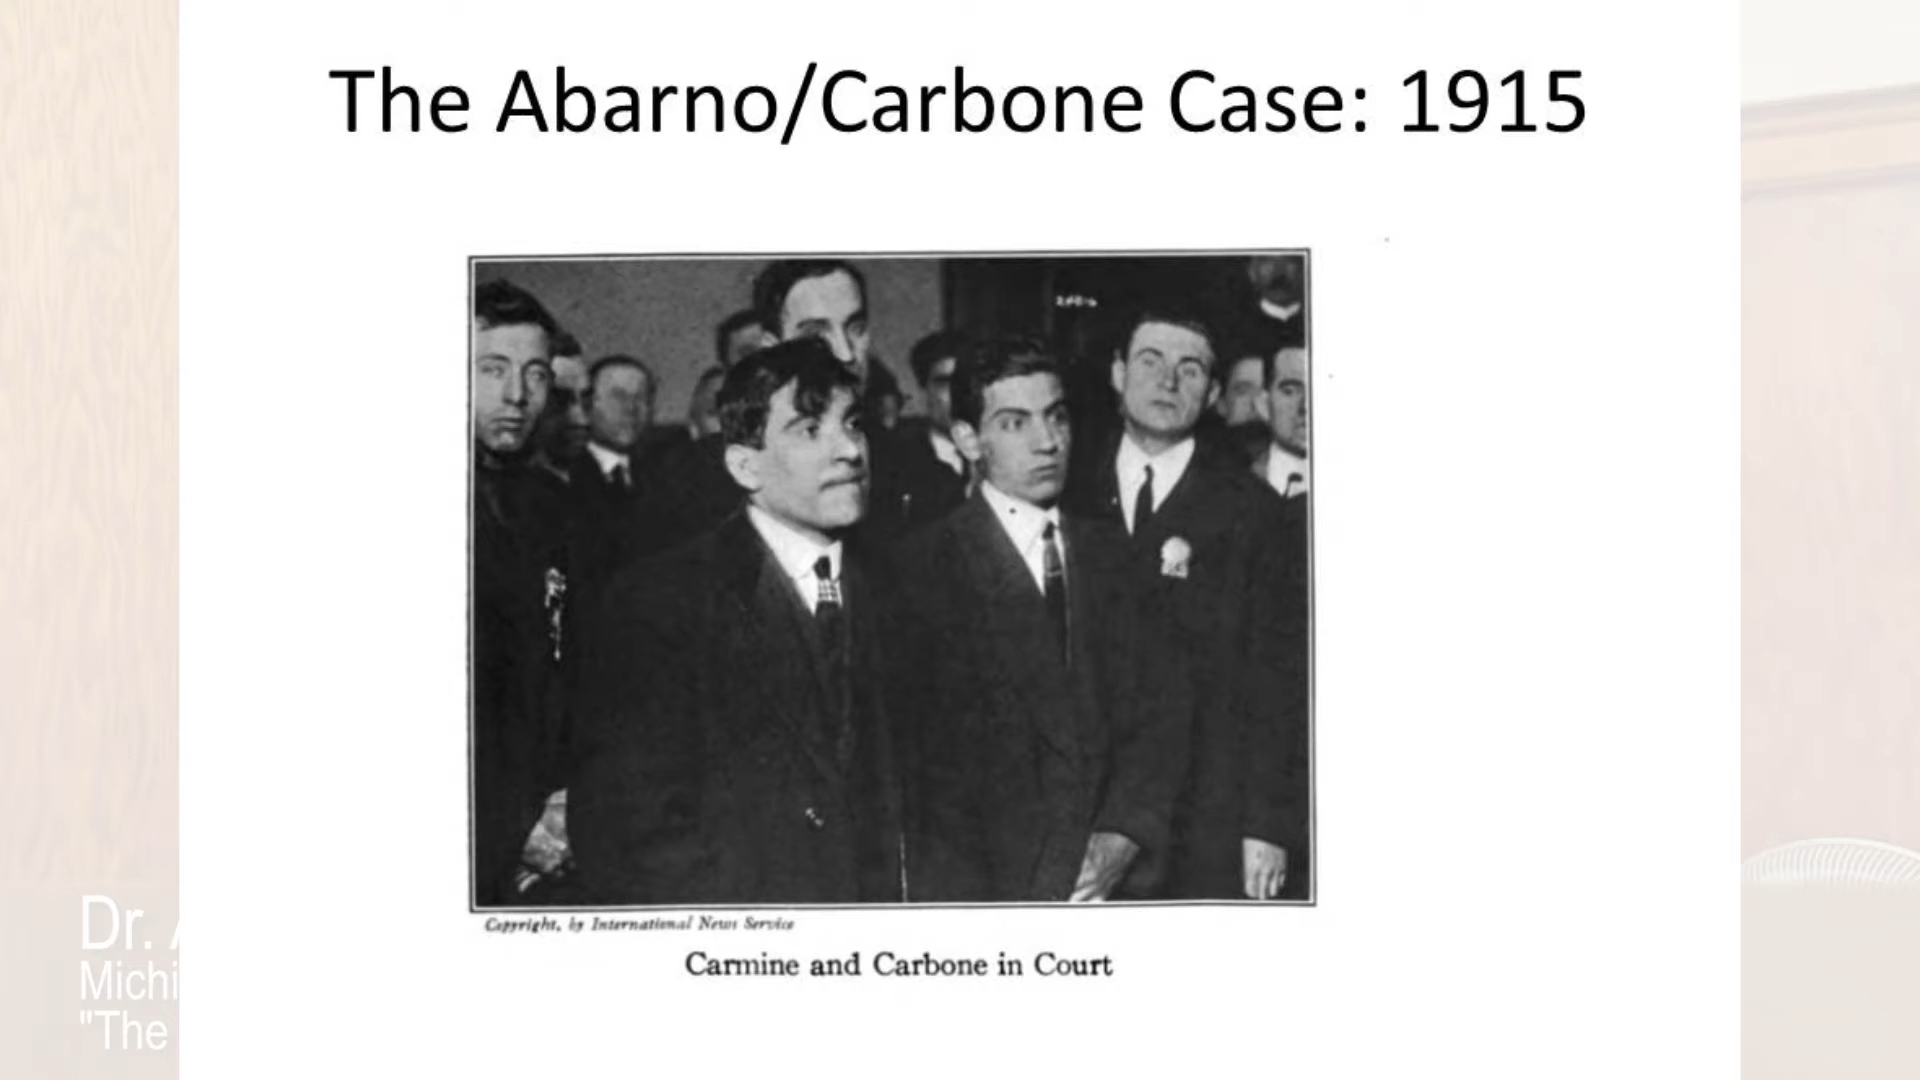 The Abarno/Carbone Case: 1915
Copyright, by International News Service
Carmine and Carbone in Court
Dr.
Michi
"The